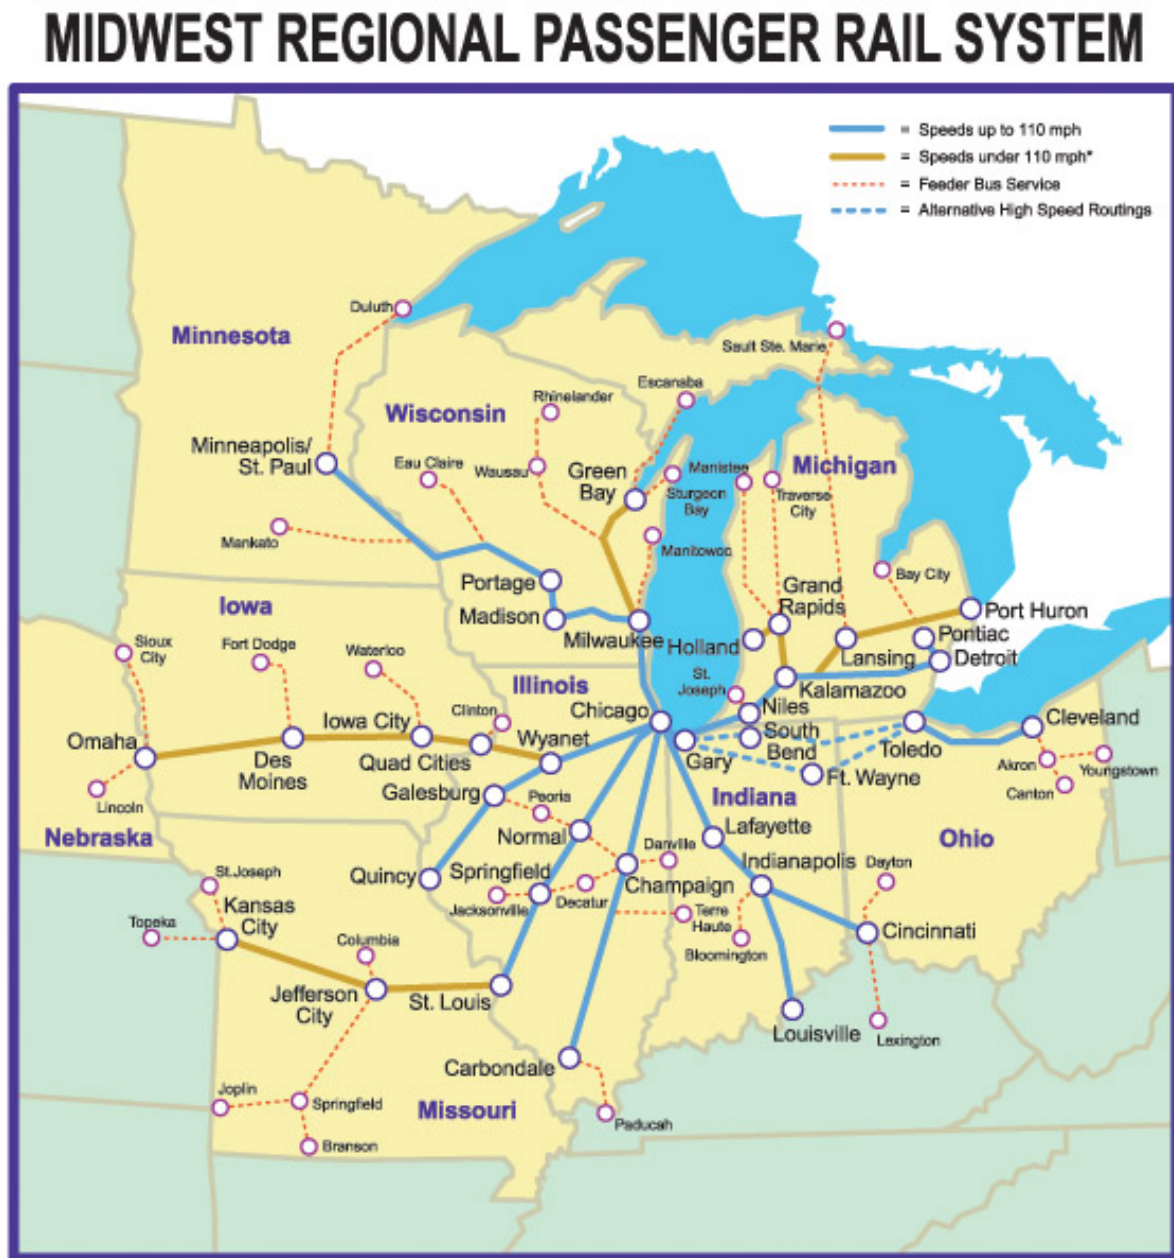 MIDWEST REGIONAL PASSENGER RAIL SYSTEM
= Speeds up to 110 mph
= Speeds under 110 mph*
= Feeder Bus Service
= Alternative High Speed Routings
Duluth
Minnesota
Sault Ste. Marie
Escanaba
Rhinelander
Wisconsin
Minneapolis/
St. Paul
Eau Claire
Wausau
Green
Bay
Manistee
Sturgeon
Bay
Michigan
Traverse
City
Mankato
Manitowoc
Bay City
Portage
Madison
Milwaukee
Grand
Rapids
Holland
Lansing
Port Huron
Pontiac
Detroit
Iowa
Sioux
City
Fort Dodge
Waterloo
Illinois
St.
Joseph
Kalamazoo
Clinton
Chicago
Niles
Iowa City
Wyanet
South
Bend
Cleveland
Omaha
Des
Moines
Quad Cities
Gary
Toledo
Akron
Youngstown
Canton
Ft. Wayne
Lincoln
Galesburg
Peoria
Indiana
Nebraska
Normal
Lafayette
Ohio
Danville
Indianapolis
Dayton
St.Joseph
Quincy
Springfield
Champaign
Jacksonville
Decatur
Kansas
City
Topeka
Terre
Haute
Cincinnati
Columbia
Bloomington
Jefferson
City
St. Louis
Louisville
Lexington
Carbondale
Joplin
Springfield
Missouri
Paducah
Branson